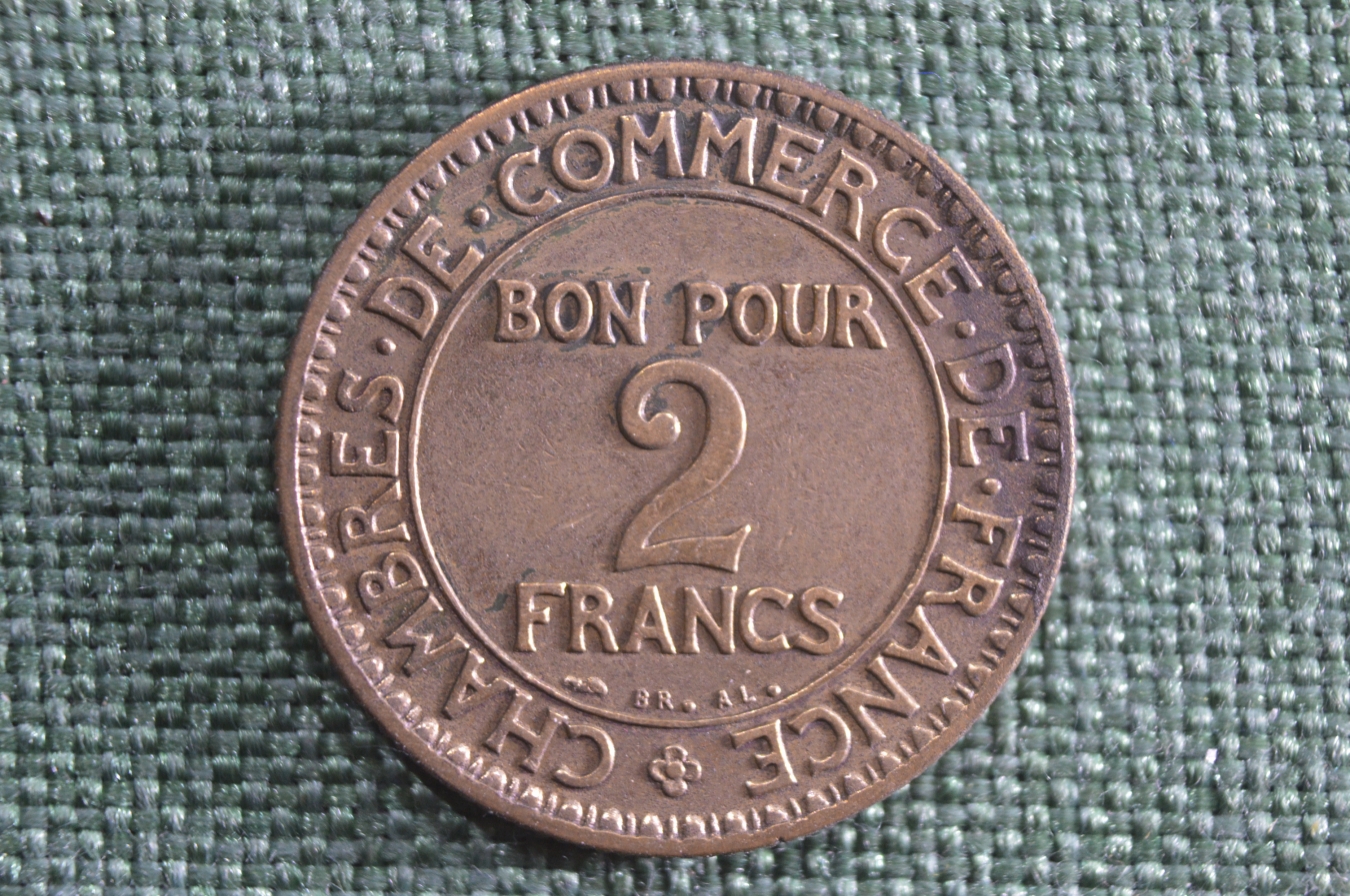 CHAMBRES · DE · COMMERCE · DE · FRANCE
BON POUR
2
FRANCS
BR. AL.